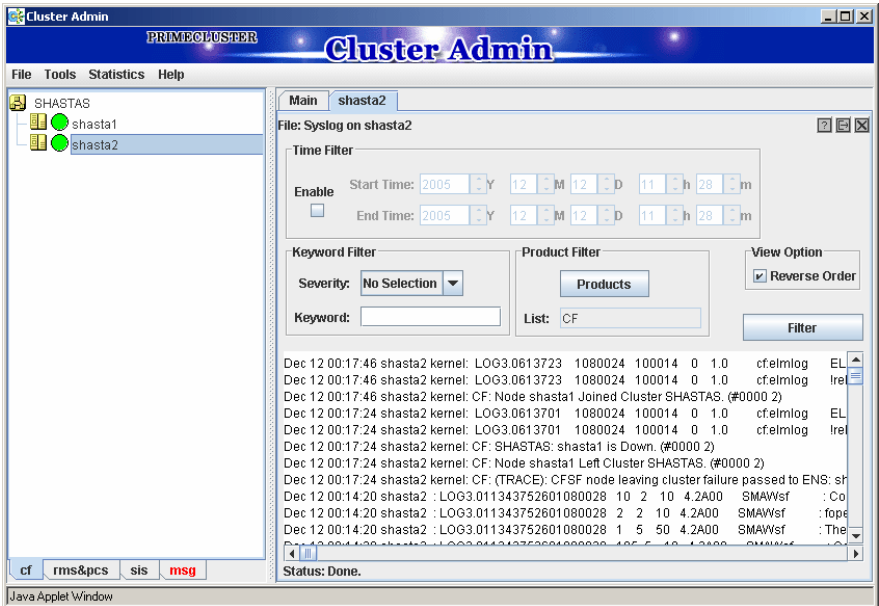 Cluster Admin
PRIMECLUSTER
Cluster Admin
File Tools Statistics Help
SHASTAS
shasta1
shasta2
Main shasta2
File: Syslog on shasta2
Time Filter
Enable
Start Time: 2005 Y 12 M 12 D 11 h 28 m
End Time: 2005 Y 12 M 12 D 11 h 28 m
Keyword Filter
Severity: No Selection
Keyword:
Product Filter
Products
List: CF
View Option
Reverse Order
Filter
Dec 12 00:17:46 shasta2 kernel: LOG3.0613723 1080024 100014 0 1.0 cf:elmlog EL
Dec 12 00:17:46 shasta2 kernel: LOG3.0613723 1080024 100014 0 1.0 cf:elmlog !rel
Dec 12 00:17:46 shasta2 kernel: CF: Node shasta1 Joined Cluster SHASTAS. (#0000 2)
Dec 12 00:17:24 shasta2 kernel: LOG3.0613701 1080024 100014 0 1.0 cf:elmlog EL
Dec 12 00:17:24 shasta2 kernel: LOG3.0613701 1080024 100014 0 1.0 cf:elmlog !rel
Dec 12 00:17:24 shasta2 kernel: CF: SHASTAS: shasta1 is Down. (#0000 2)
Dec 12 00:17:24 shasta2 kernel: CF: Node shasta1 Left Cluster SHASTAS. (#0000 2)
Dec 12 00:17:24 shasta2 kernel: CF: (TRACE): CFSF node leaving cluster failure passed to ENS: sh
Dec 12 00:14:20 shasta2 : LOG3.011343752601080028 10 2 10 4.2A00 SMAWsf : Co
Dec 12 00:14:20 shasta2 : LOG3.011343752601080028 2 2 10 4.2A00 SMAWsf : fope
Dec 12 00:14:20 shasta2 : LOG3.011343752601080028 1 5 50 4.2A00 SMAWsf : The
Status: Done.
cf rms&pcs sis msg
Java Applet Window